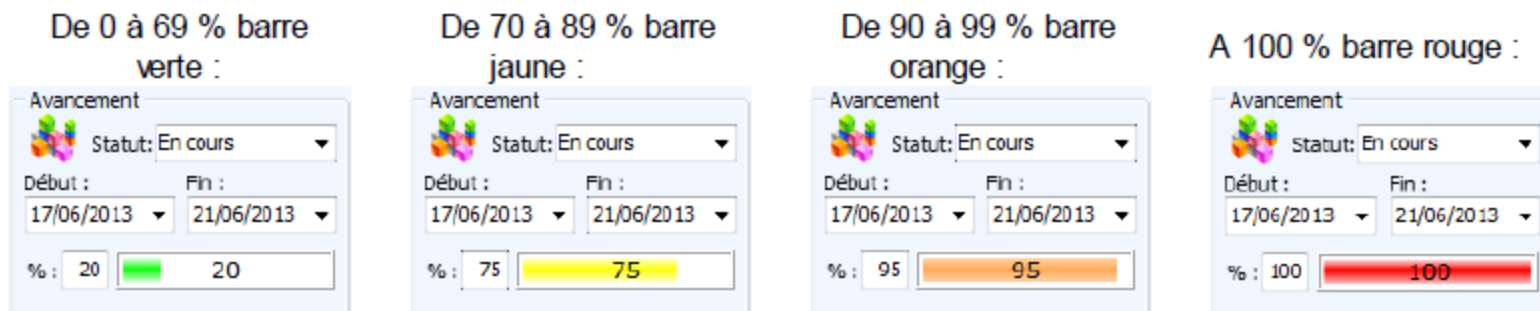 De 0 à 69 % barre
verte :
Avancement
Statut: En cours
Début : Fin :
17/06/2013 21/06/2013
% : 20 20
De 70 à 89 % barre
jaune :
Avancement
Statut: En cours
Début : Fin :
17/06/2013 21/06/2013
% : 75 75
De 90 à 99 % barre
orange :
Avancement
Statut: En cours
Début : Fin :
17/06/2013 21/06/2013
% : 95 95
A 100 % barre rouge :
Avancement
Statut: En cours
Début : Fin :
17/06/2013 21/06/2013
% : 100 100